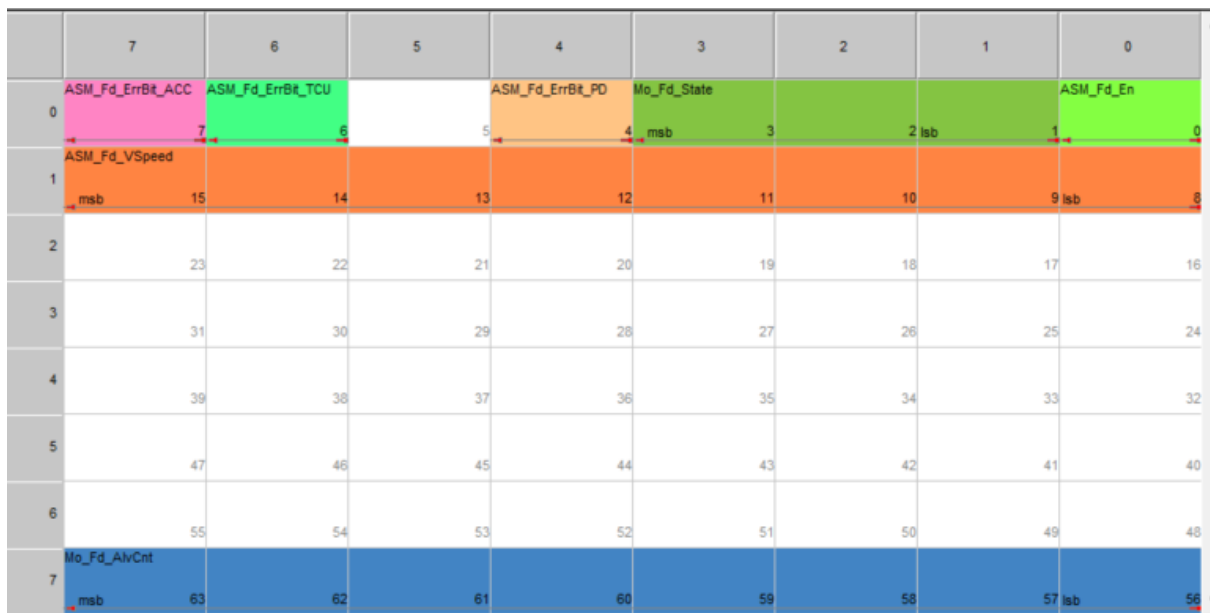 7 6 5 4 3 2 1 0
ASM_Fd_ErrBit_ACC ASM_Fd_ErrBit_TCU ASM_Fd_ErrBit_PD Mo_Fd_State ASM_Fd_En
0
7 6 5 4 msb 3 2 lsb 1 0
ASM_Fd_VSpeed
1
msb 15 14 13 12 11 10 9 lsb 8
2
23 22 21 20 19 18 17 16
3
31 30 29 28 27 26 25 24
4
39 38 37 36 35 34 33 32
5
47 46 45 44 43 42 41 40
6
55 54 53 52 51 50 49 48
Mo_Fd_AlvCnt
7
msb 63 62 61 60 59 58 57 lsb 56